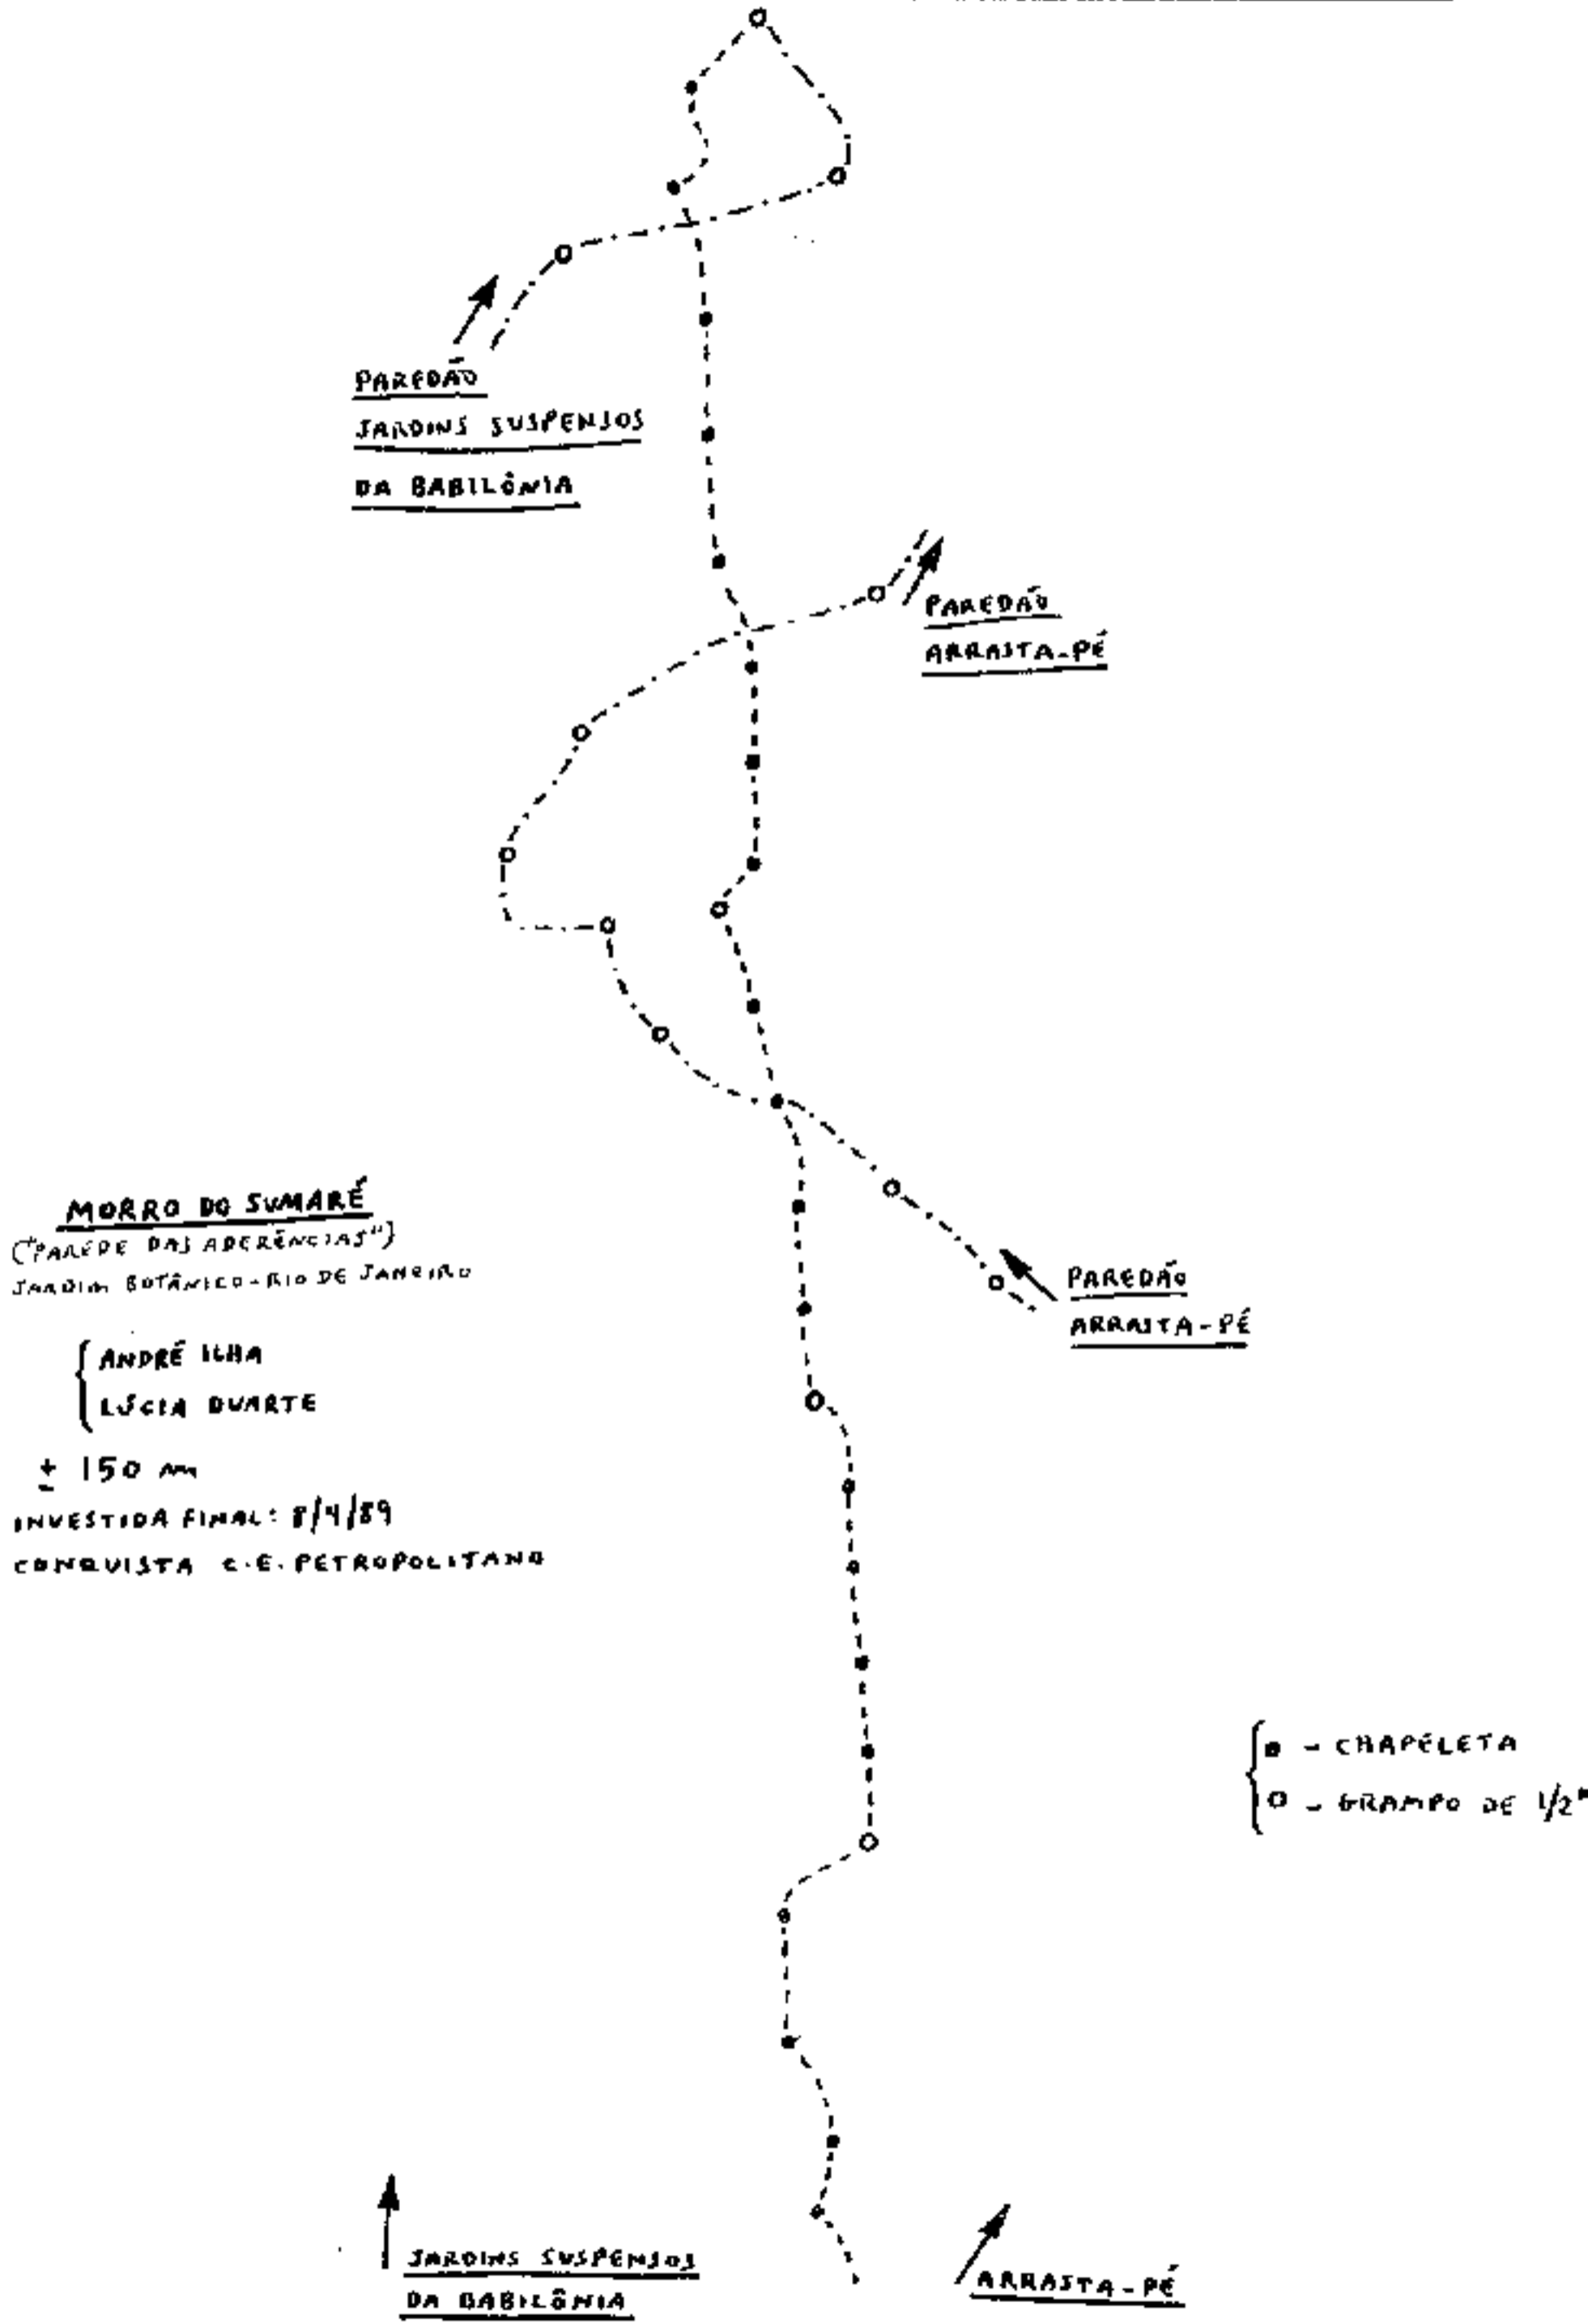 PAREDÃO
JARDINS SUSPENSOS
DA BABILÔNIA
PAREDÃO
ARRASTA-PÉ
MORRO DO SUMARÉ
("PAREDE DAS ADERÊNCIAS")
JARDIM BOTÂNICO - RIO DE JANEIRO
PAREDÃO
ARRASTA-PÉ
ANDRÉ ILHA
LÚCIA DUARTE
± 150 m
INVESTIDA FINAL: 8/4/89
CONQUISTA C.E. PETROPOLITANO
● - CHAPELETA
O - GRAMPO DE 1/2"
JARDINS SUSPENSOS
DA BABILÔNIA
ARRASTA-PÉ